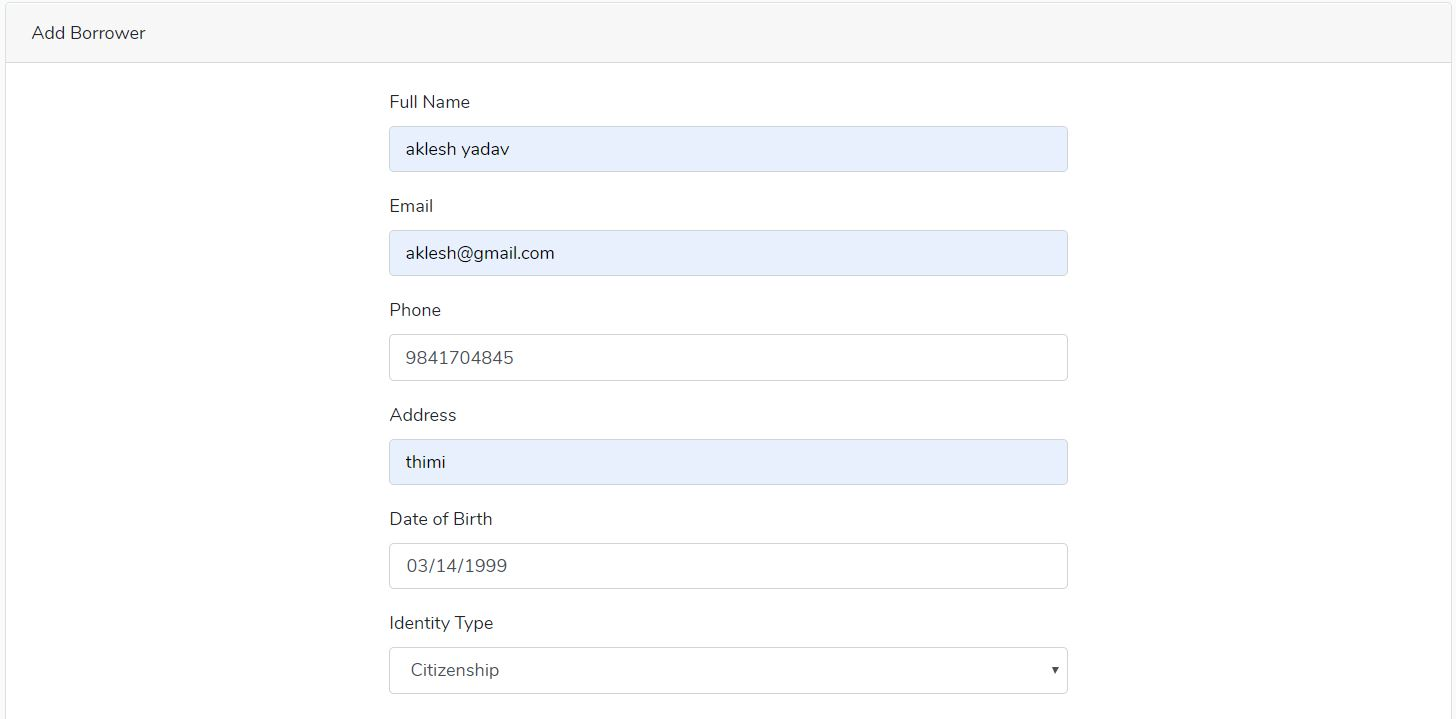 Add Borrower
Full Name
aklesh yadav
Email
aklesh@gmail.com
Phone
9841704845
Address
thimi
Date of Birth
03/14/1999
Identity Type
Citizenship